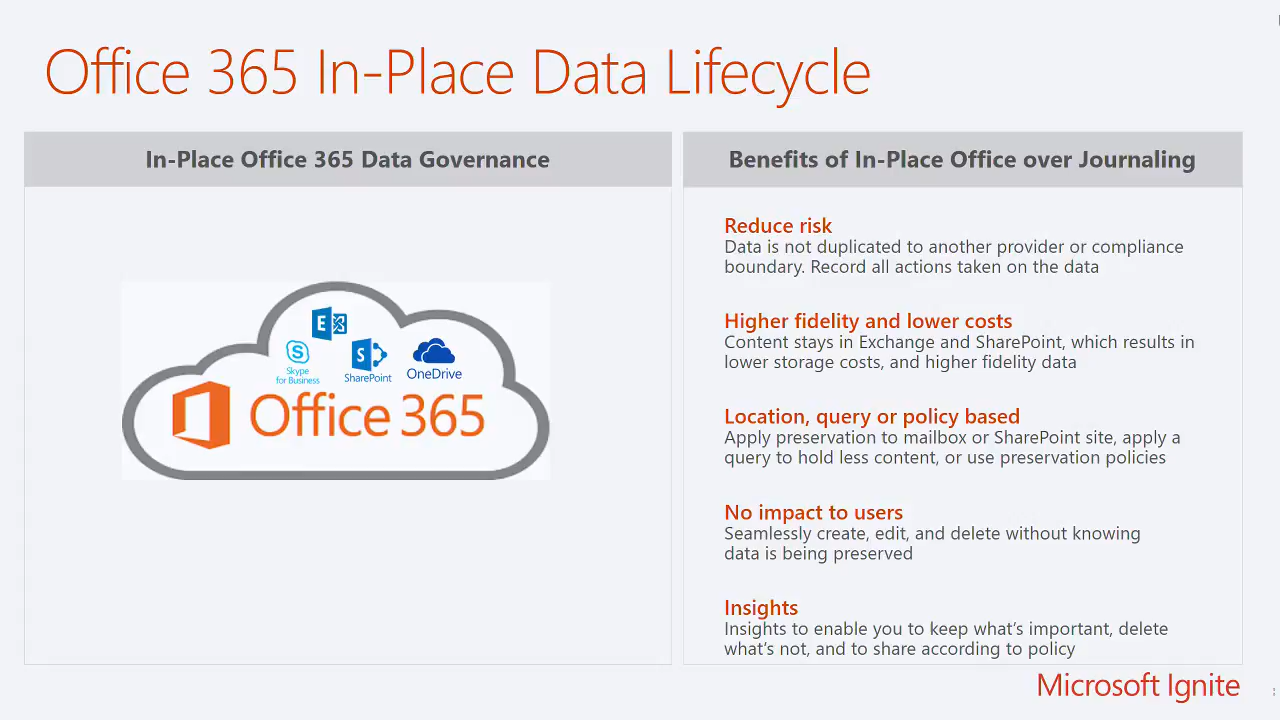 Office 365 In-Place Data Lifecycle
In-Place Office 365 Data Governance
E
S
S
Skype
for Business
SharePoint
OneDrive
Office 365
Benefits of In-Place Office over Journaling
Reduce risk
Data is not duplicated to another provider or compliance
boundary. Record all actions taken on the data
Higher fidelity and lower costs
Content stays in Exchange and SharePoint, which results in
lower storage costs, and higher fidelity data
Location, query or policy based
Apply preservation to mailbox or SharePoint site, apply a
query to hold less content, or use preservation policies
No impact to users
Seamlessly create, edit, and delete without knowing
data is being preserved
Insights
Insights to enable you to keep what’s important, delete
what’s not, and to share according to policy
Microsoft Ignite